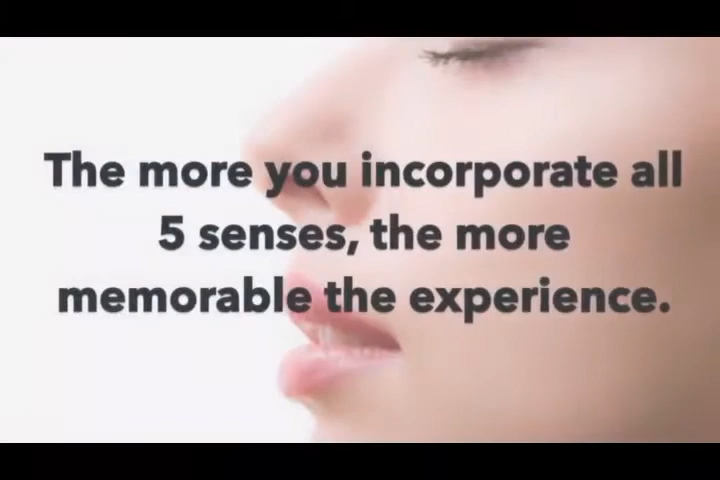 The more you incorporate all
5 senses, the more
memorable the experience.